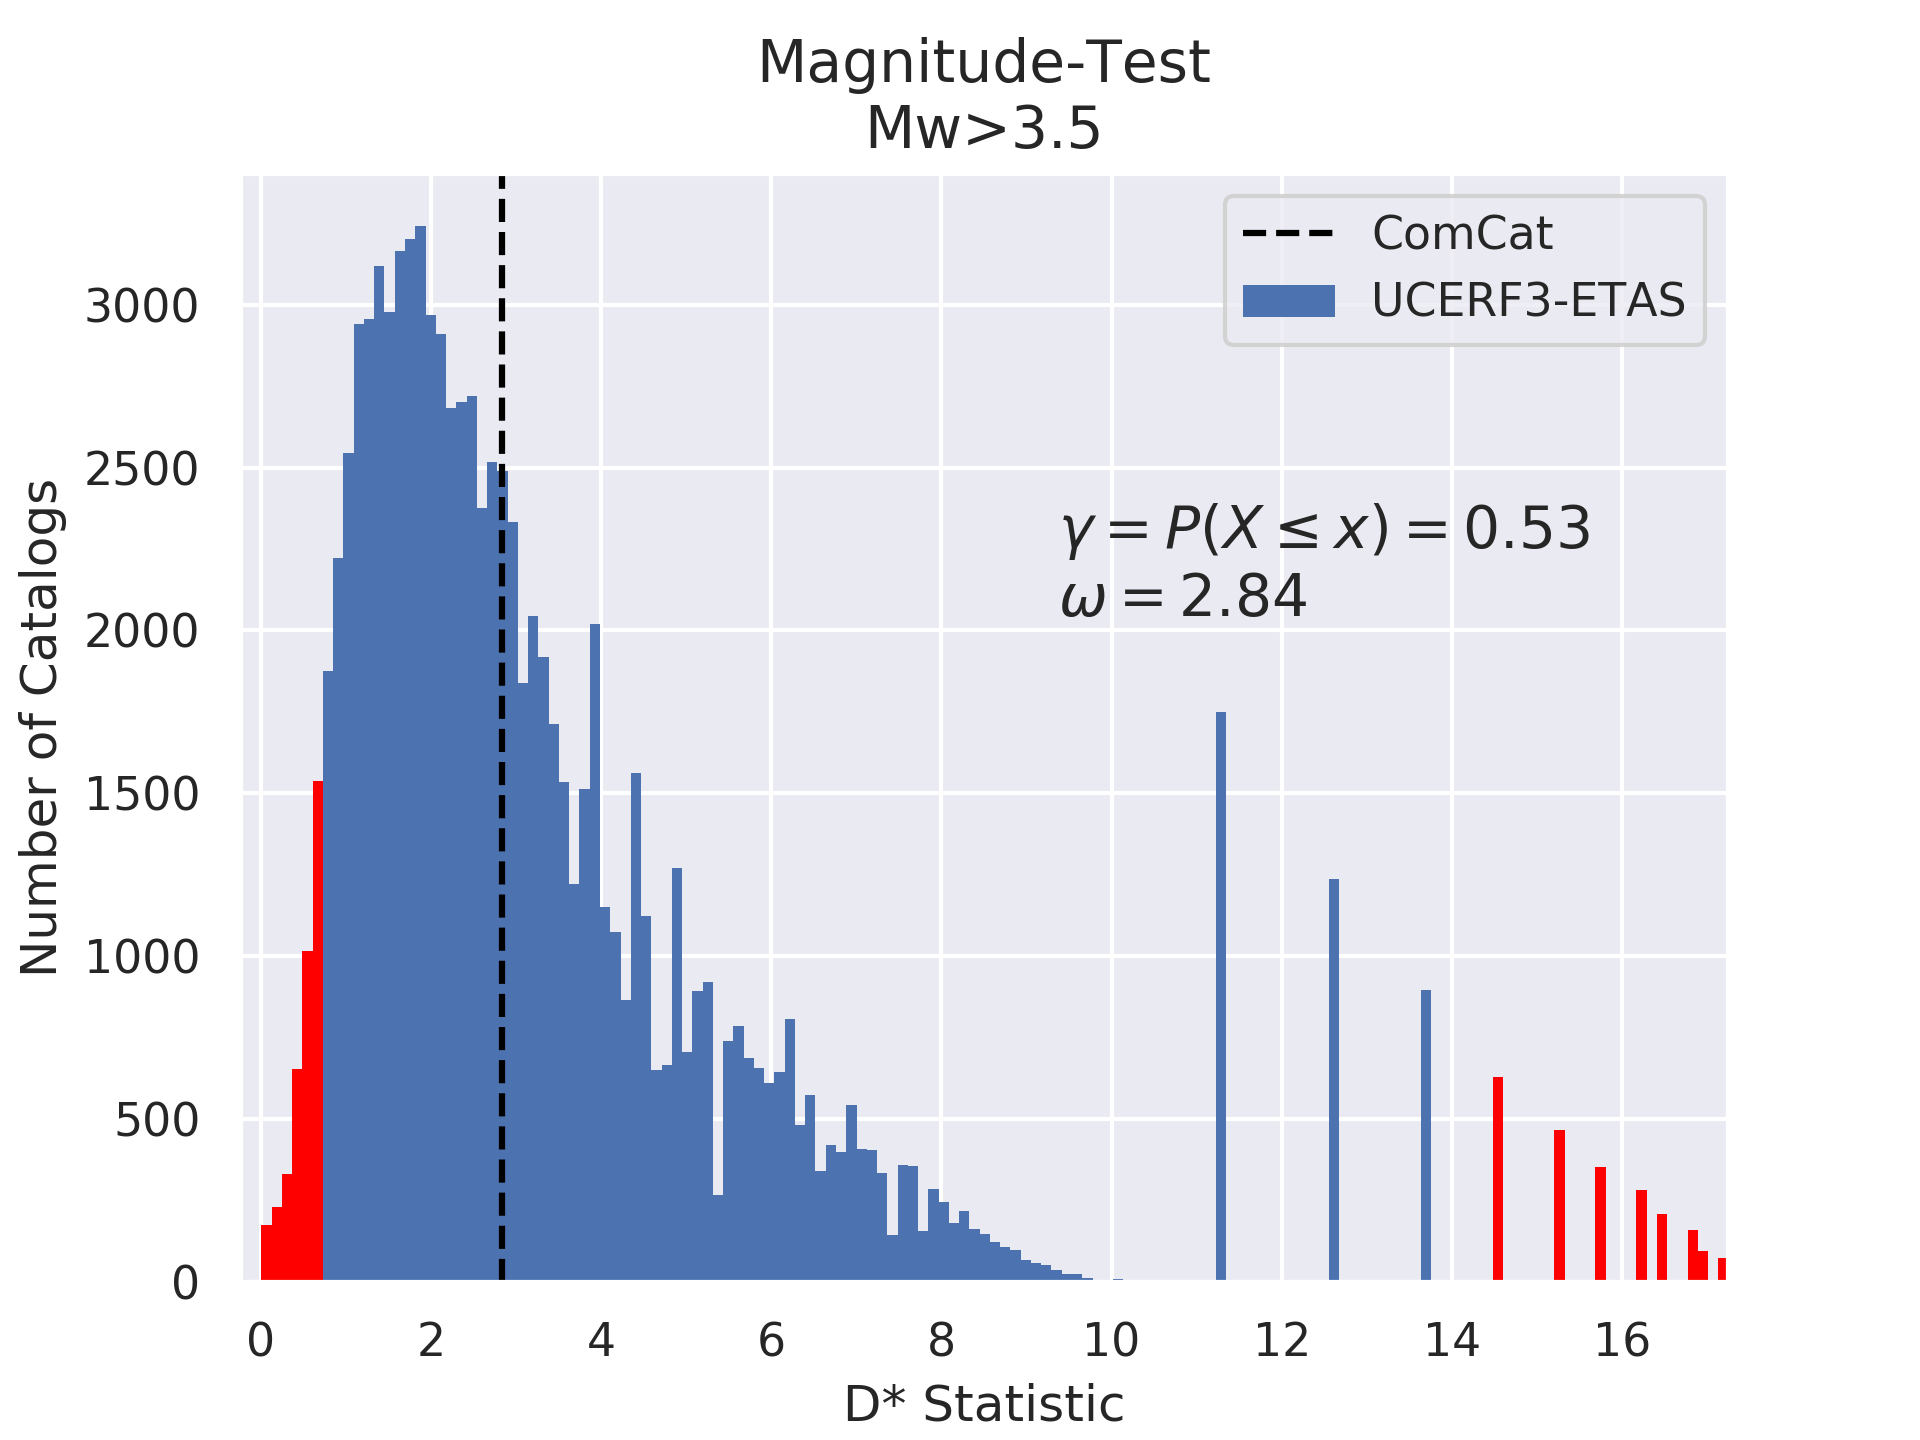 Magnitude-Test
Mw>3.5
ComCat
UCERF3-ETAS
γ = P(X ≤ x) = 0.53
ω = 2.84
Number of Catalogs
3000
2500
2000
1500
1000
500
0
0 2 4 6 8 10 12 14 16
D* Statistic